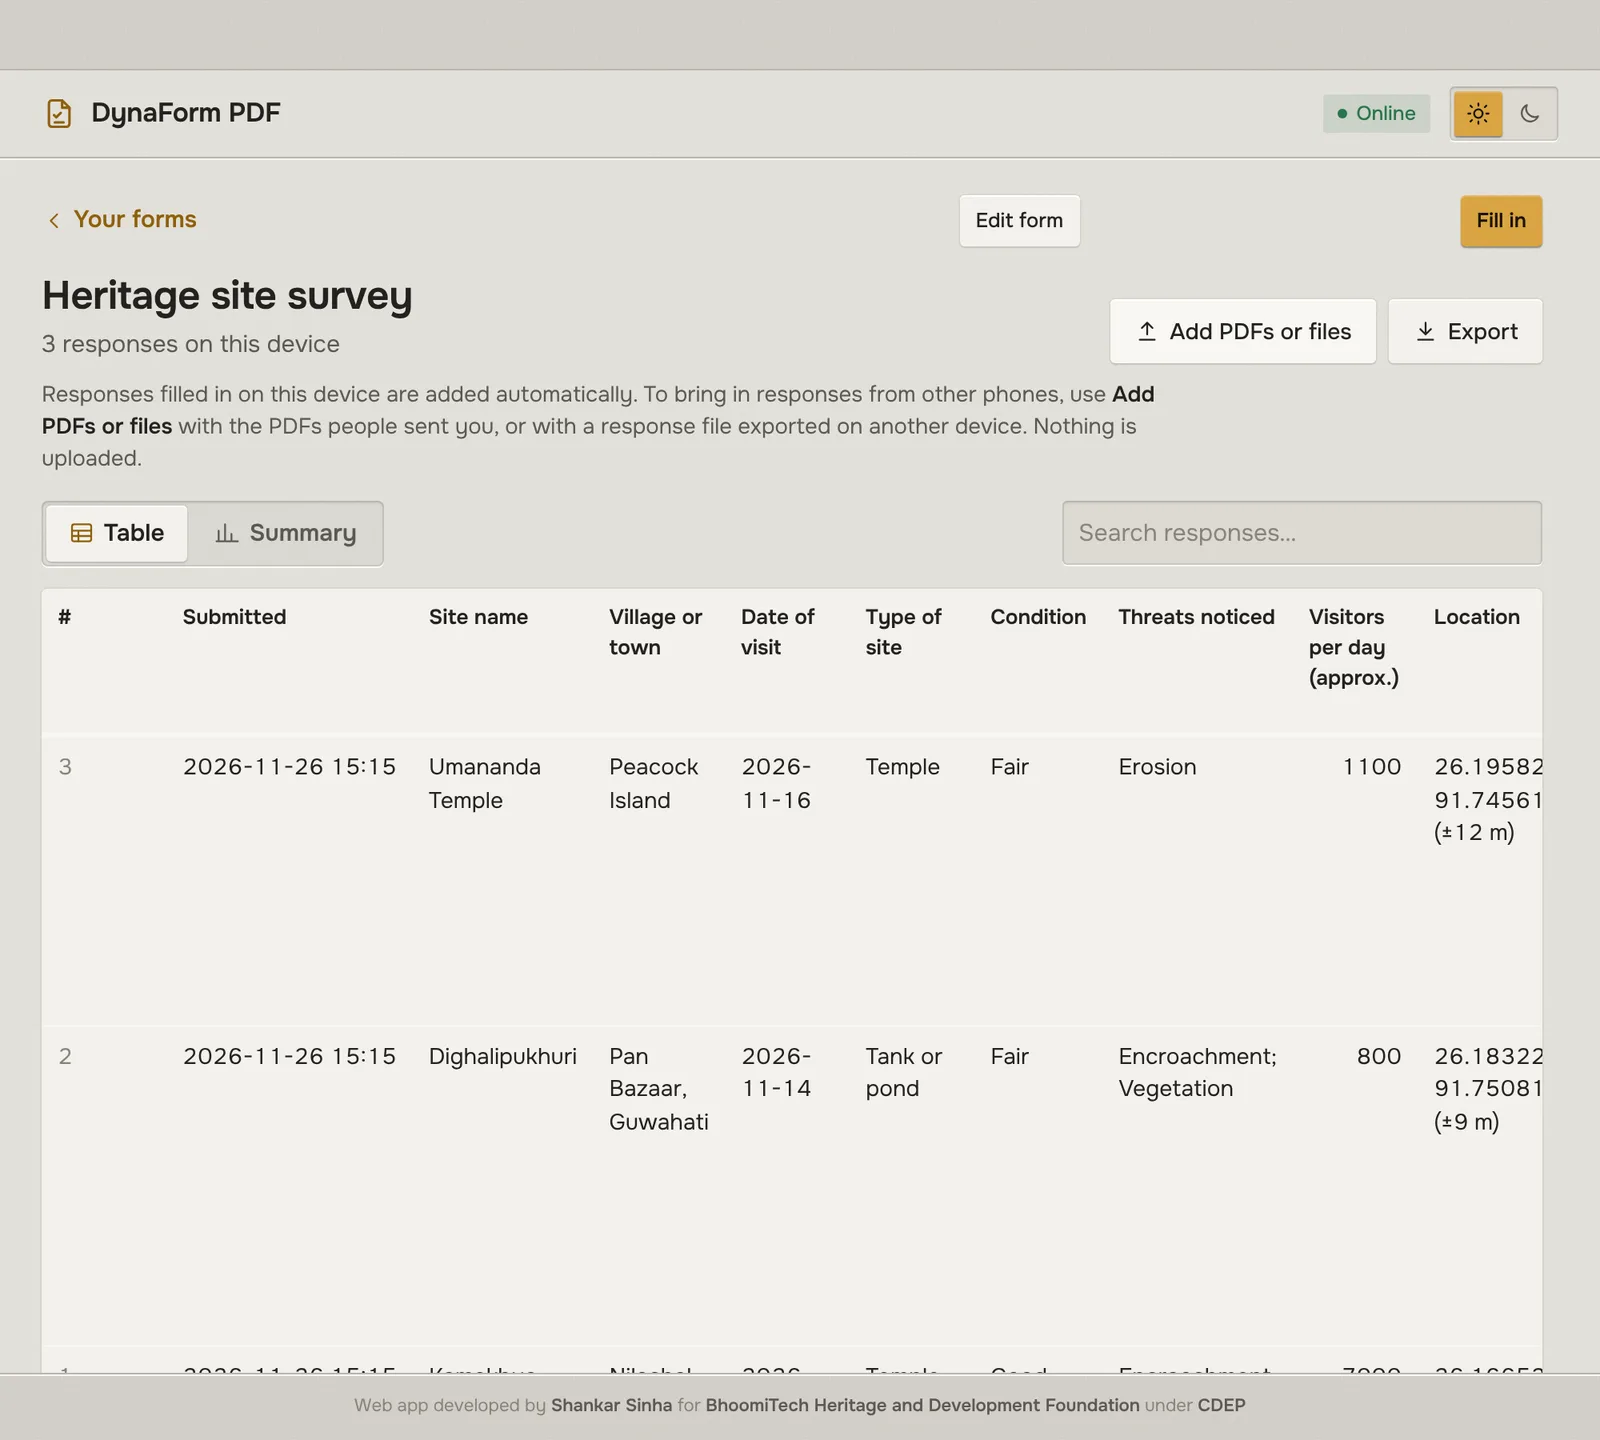 DynaForm PDF
Online
Your forms
Edit form
Fill in
Heritage site survey
3 responses on this device
Add PDFs or files
Export
Responses filled in on this device are added automatically. To bring in responses from other phones, use Add
PDFs or files with the PDFs people sent you, or with a response file exported on another device. Nothing is
uploaded.
Table
Summary
Search responses...
# Submitted Site name Village or Date of Type of Condition Threats noticed Visitors Location
town visit site per day
(approx.)
3 2026-11-26 15:15 Umananda Peacock 2026- Temple Fair Erosion 1100 26.19582
Temple Island 11-16 91.74561
(±12 m)
2 2026-11-26 15:15 Dighalipukhuri Pan 2026- Tank or Fair Encroachment; 800 26.18322
Bazaar, 11-14 pond Vegetation 91.75081
Guwahati (±9 m)
Web app developed by Shankar Sinha for BhoomiTech Heritage and Development Foundation under CDEP